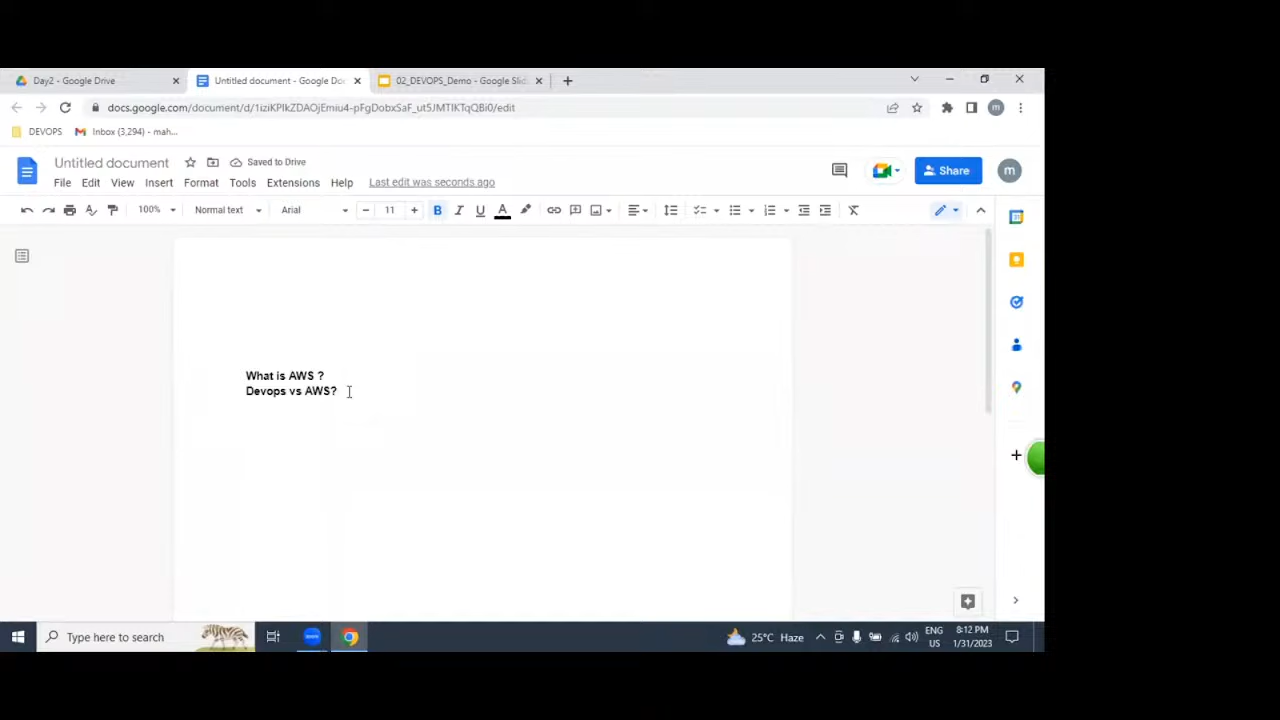 Day2 - Google Drive
Untitled document - Google Do
02_DEVOPS_Demo - Google Slid
docs.google.com/document/d/1iziKPlkZDAOjEmiu4-pFgDobxSaF_ut5JMTlKTqQBi0/edit
m
DEVOPS
Inbox (3,294) - mah...
Untitled document
Saved to Drive
Share
m
File Edit View Insert Format Tools Extensions Help Last edit was seconds ago
100% Normal text Arial 11 B I U A
What is AWS ?
Devops vs AWS?
Type here to search
25°C Haze
ENG
US
8:12 PM
1/31/2023